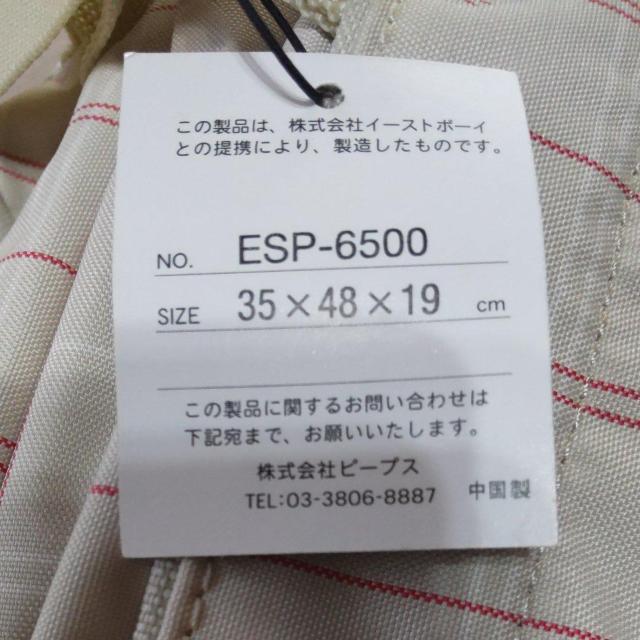 この製品は、株式会社イーストボーイ
との提携により、製造したものです。
NO. ESP-6500
SIZE 35×48×19 cm
この製品に関するお問い合わせは
下記宛まで、お願いいたします。
株式会社ピープス
TEL:03-3806-8887 中国製